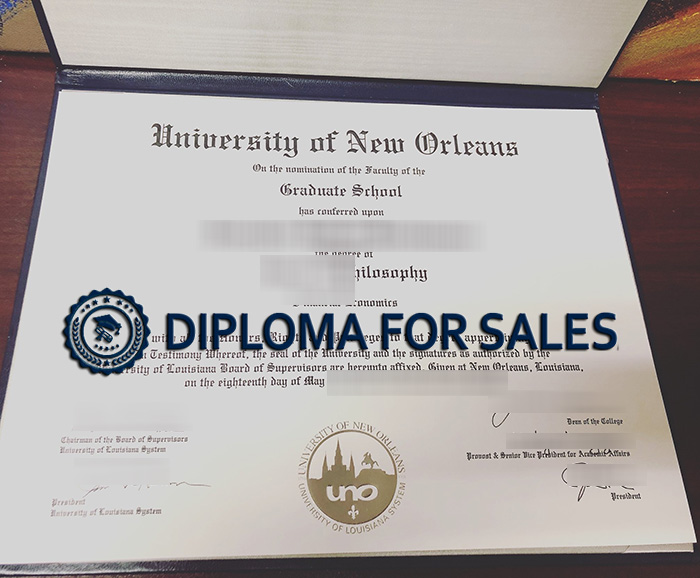 University of New Orleans
On the nomination of the Faculty of the
Graduate School
has conferred upon
the degree of
Philosophy
Financial Economics
DIPLOMA FOR SALES
Testimony Whereof, the seal of the University and the signatures as authorized by the
University of Louisiana Board of Supervisors are hereunto affixed. Given at New Orleans, Louisiana,
on the eighteenth day of May
Chairman of the Board of Supervisors
University of Louisiana System
President
University of Louisiana System
UNIVERSITY OF NEW ORLEANS
uno
UNIVERSITY OF LOUISIANA SYSTEM
Dean of the College
Provost & Senior Vice President for Academic Affairs
President